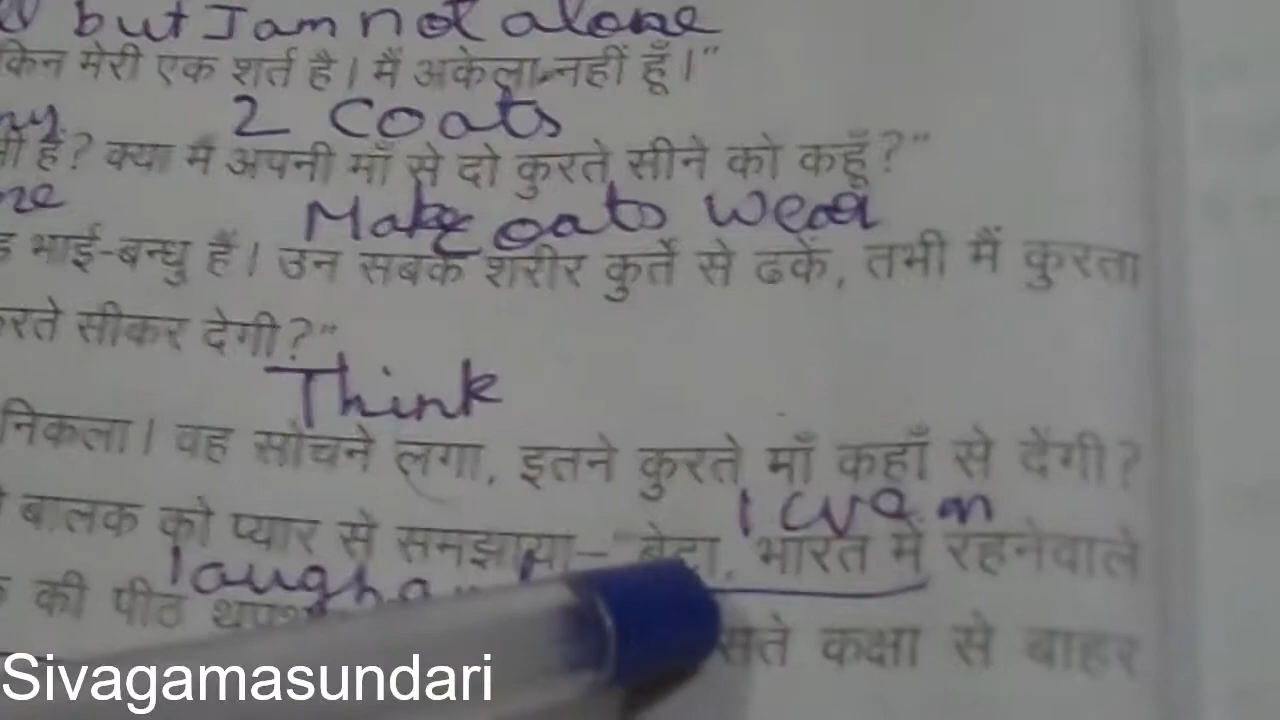 but I am not alone
किन मेरी एक शर्त है। मैं अकेला नहीं हूँ।"
2 Coats
है? क्या मैं अपनी माँ से दो कुरते सीने को कहूँ?"
Make coats wear
भाई-बन्धु हैं। उन सबके शरीर कुर्ते से ढकें, तभी मैं कुरता
रते सीकर देगी?"
Think
निकला। वह सोचने लगा, इतने कुरते माँ कहाँ से देंगी?
बालक को प्यार से समझाया– "बेटा, भारत में रहनेवाले
की पीठ
सते कक्षा से बाहर
Sivagamasundari